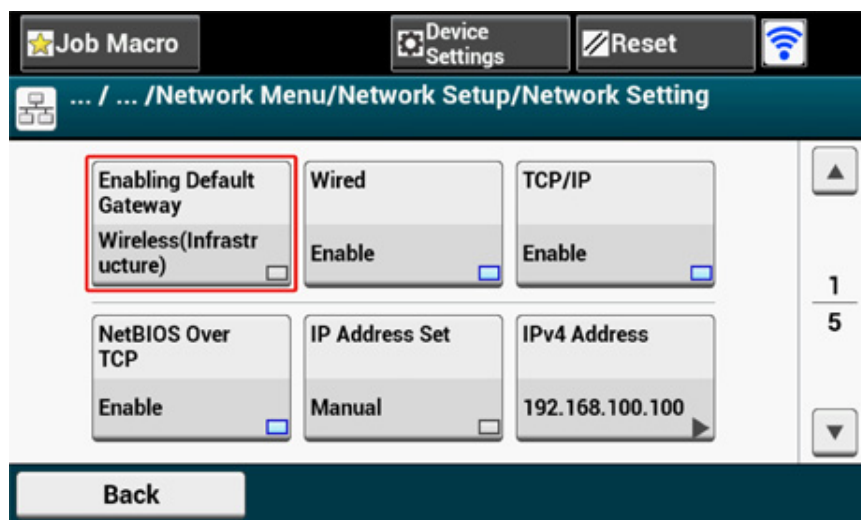 Job Macro
Device
Settings
Reset
... / ... /Network Menu/Network Setup/Network Setting
Enabling Default
Gateway
Wireless(Infrastr
ucture)
Wired
Enable
TCP/IP
Enable
1
5
NetBIOS Over
TCP
Enable
IP Address Set
Manual
IPv4 Address
192.168.100.100
Back